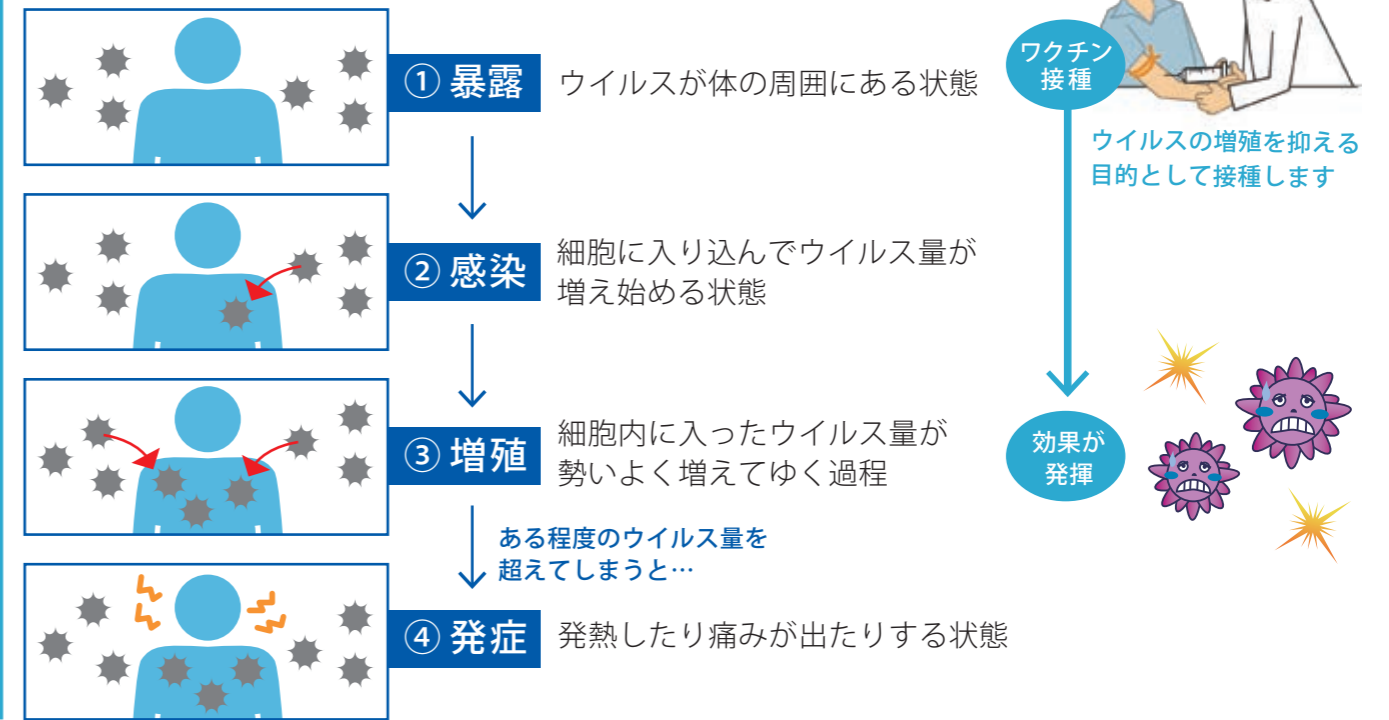 ① 暴露
ウイルスが体の周囲にある状態
② 感染
細胞に入り込んでウイルス量が
増え始める状態
③ 増殖
細胞内に入ったウイルス量が
勢いよく増えてゆく過程
ある程度のウイルス量を
超えてしまうと…
④ 発症
発熱したり痛みが出たりする状態
ワクチン
接種
ウイルスの増殖を抑える
目的として接種します
効果が
発揮